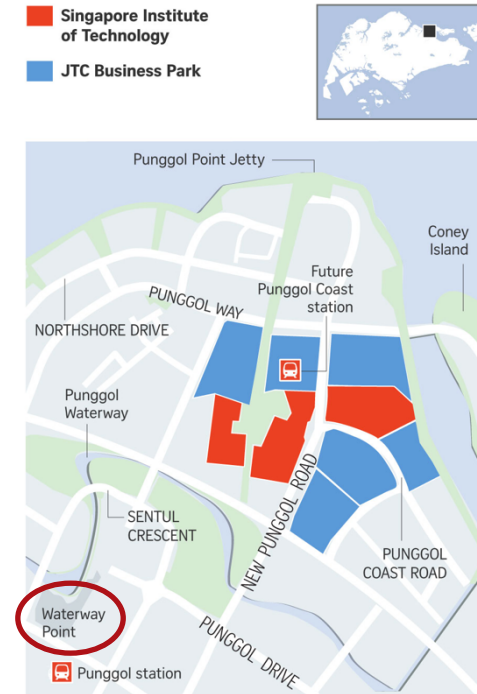 Singapore Institute
of Technology
JTC Business Park
Punggol Point Jetty
Coney
Island
Future
Punggol Coast
station
PUNGGOL WAY
NORTHSHORE DRIVE
Punggol
Waterway
SENTUL
CRESCENT
NEW PUNGGOL ROAD
PUNGGOL
COAST ROAD
Waterway
Point
PUNGGOL DRIVE
Punggol station